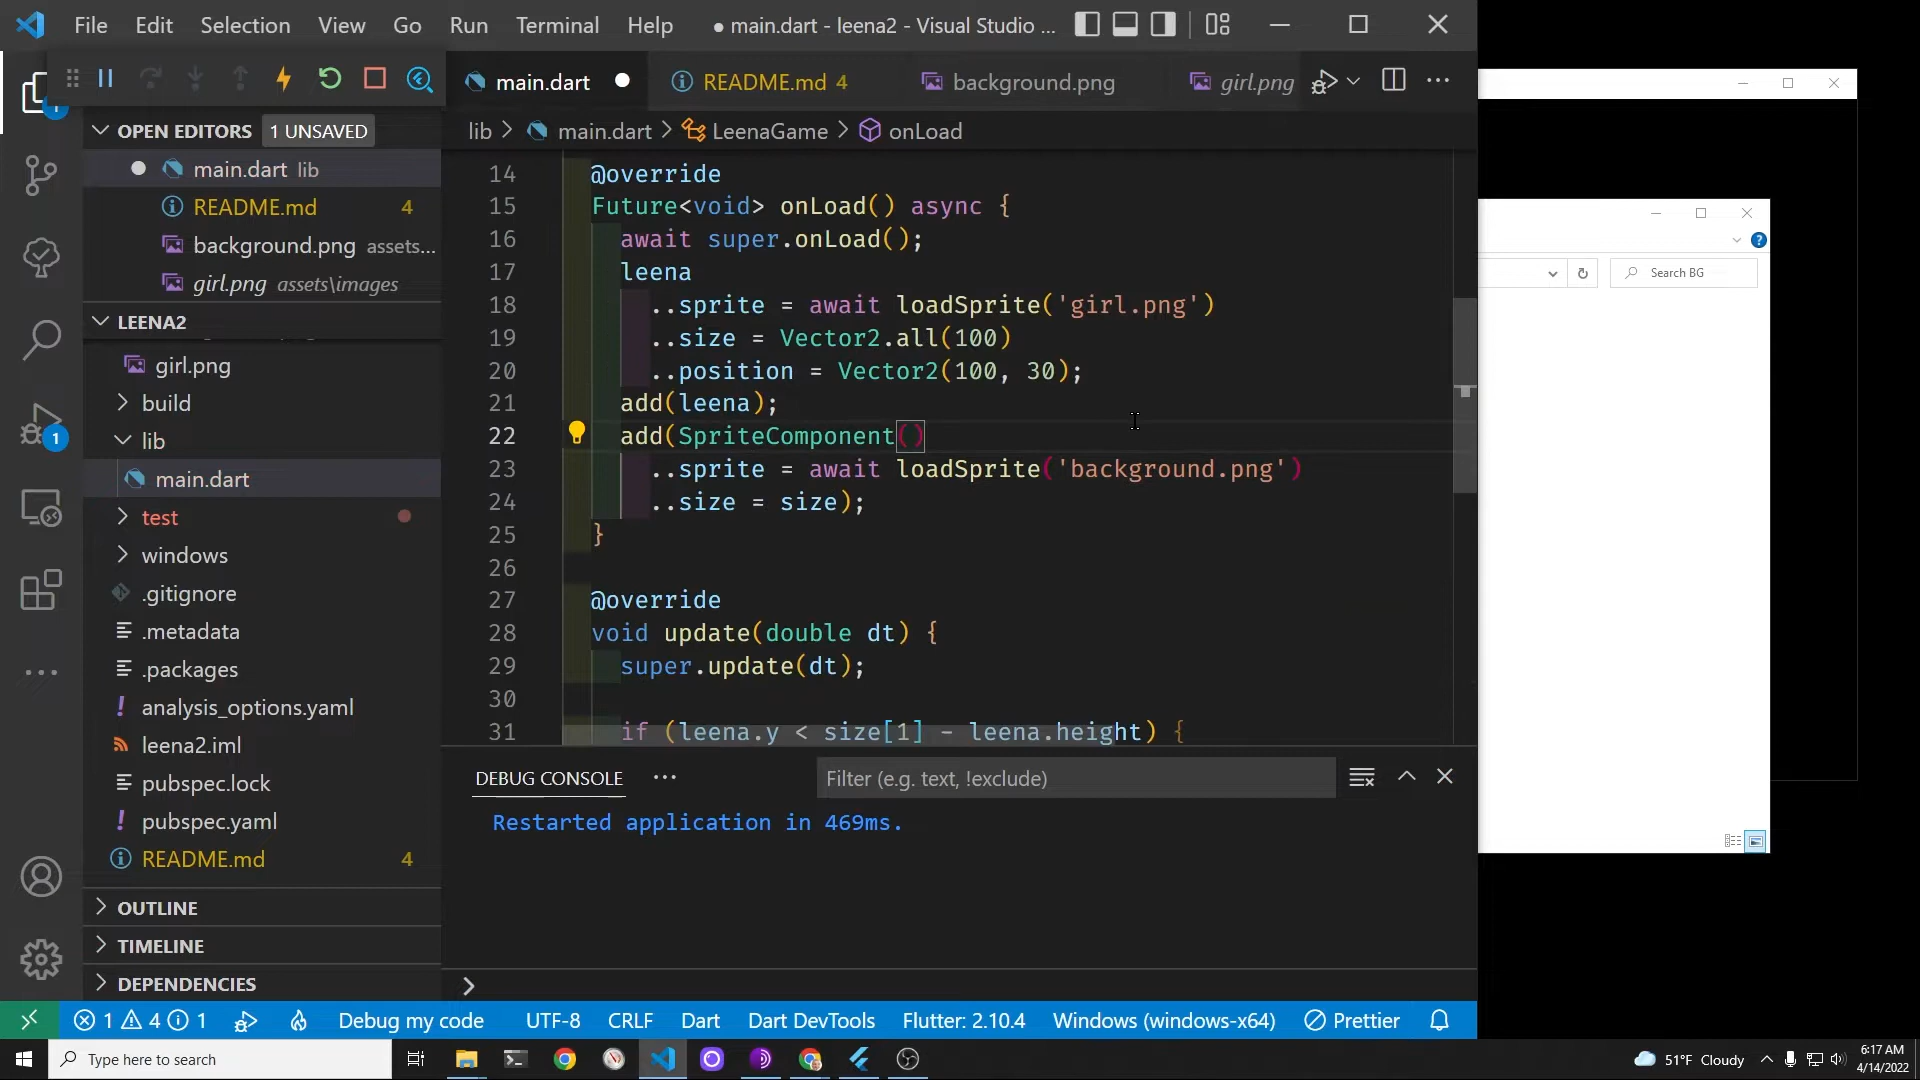 File Edit Selection View Go Run Terminal Help ● main.dart - leena2 - Visual Studio ...
main.dart
README.md 4
background.png
girl.png
OPEN EDITORS 1 UNSAVED
lib > main.dart > LeenaGame > onLoad
main.dart lib
README.md 4
background.png assets...
girl.png assets\images
LEENA2
girl.png
build
lib
main.dart
test
windows
.gitignore
.metadata
.packages
analysis_options.yaml
leena2.iml
pubspec.lock
pubspec.yaml
README.md 4
OUTLINE
TIMELINE
DEPENDENCIES
1
1
14 @override
15 Future<void> onLoad() async {
16 await super.onLoad();
17 leena
18 ..sprite = await loadSprite('girl.png')
19 ..size = Vector2.all(100)
20 ..position = Vector2(100, 30);
21 add(leena);
22 add(SpriteComponent()
23 ..sprite = await loadSprite('background.png')
24 ..size = size);
25 }
26
27 @override
28 void update(double dt) {
29 super.update(dt);
30
31 if (leena.y < size[1] - leena.height) {
DEBUG CONSOLE ... Filter (e.g. text, !exclude)
Restarted application in 469ms.
Search BG
1 4 1 Debug my code UTF-8 CRLF Dart Dart DevTools Flutter: 2.10.4 Windows (windows-x64) Prettier
Type here to search
51°F Cloudy
6:17 AM
4/14/2022